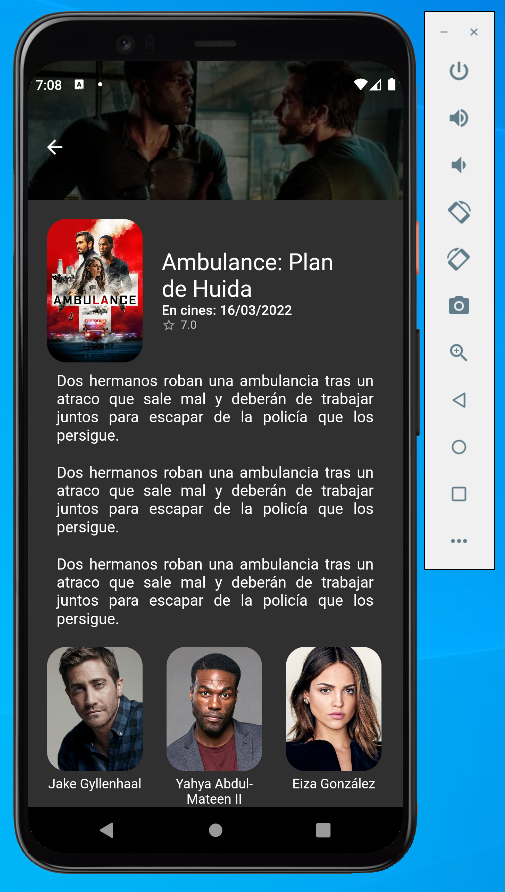 7:08
AMBULANCE
Ambulance: Plan
de Huida
En cines: 16/03/2022
7.0
Dos hermanos roban una ambulancia tras un
atraco que sale mal y deberán de trabajar
juntos para escapar de la policía que los
persigue.
Dos hermanos roban una ambulancia tras un
atraco que sale mal y deberán de trabajar
juntos para escapar de la policía que los
persigue.
Dos hermanos roban una ambulancia tras un
atraco que sale mal y deberán de trabajar
juntos para escapar de la policía que los
persigue.
Jake Gyllenhaal
Yahya Abdul-
Mateen II
Eiza González